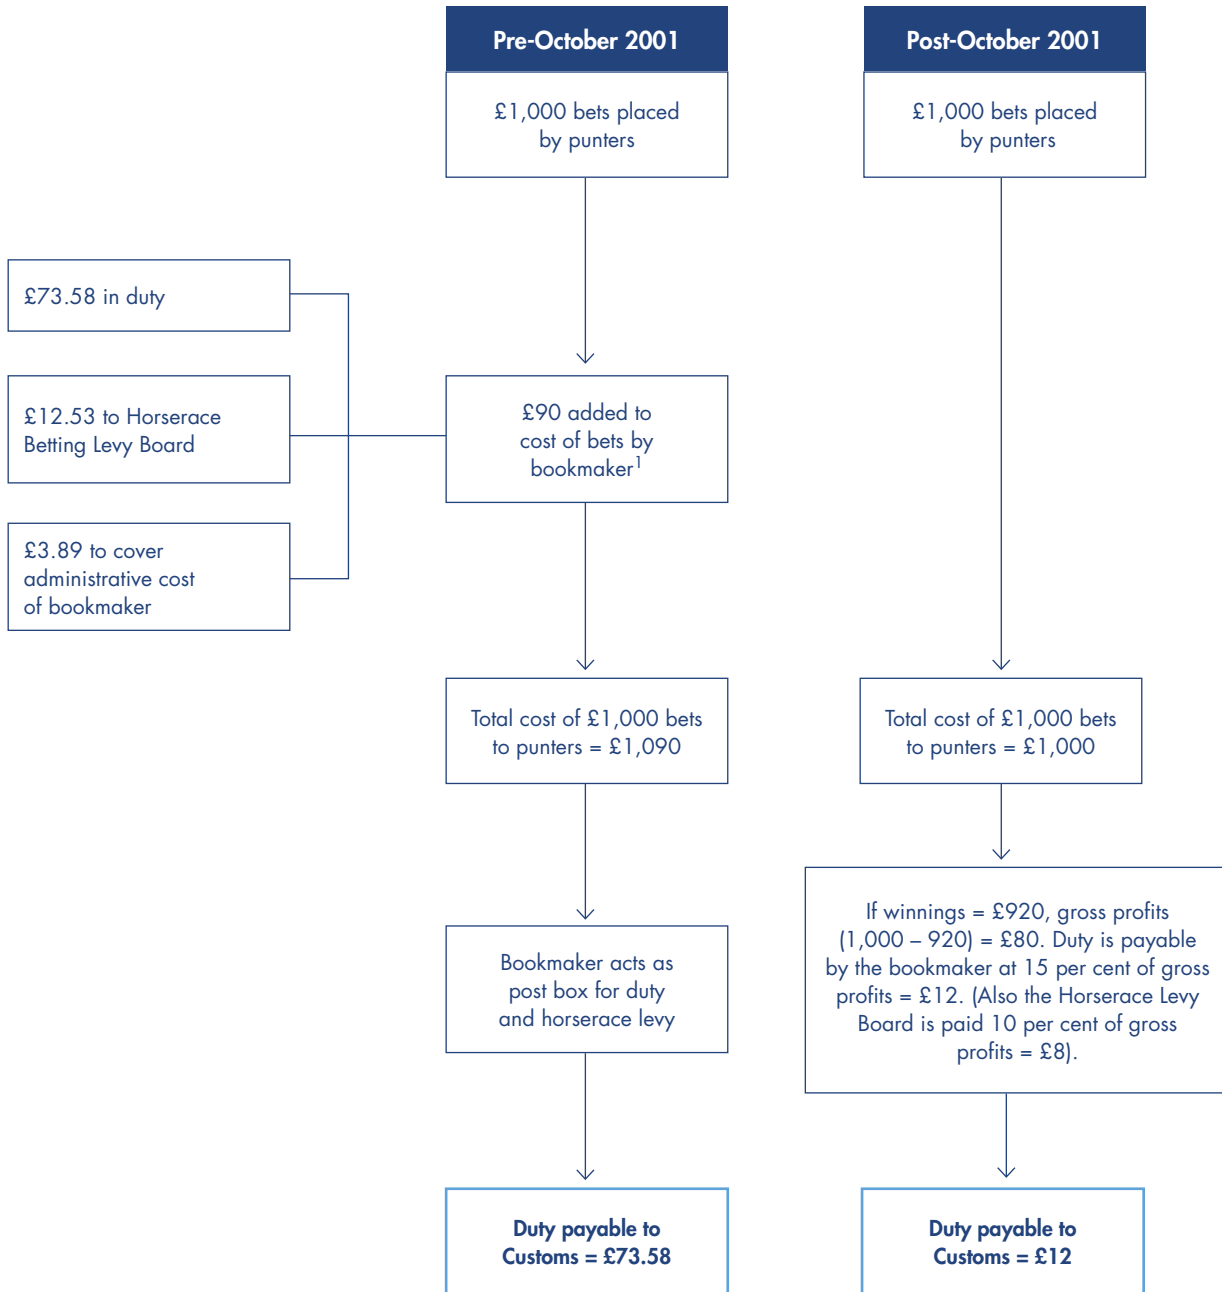 Pre-October 2001
£1,000 bets placed
by punters
£73.58 in duty
£12.53 to Horserace
Betting Levy Board
£3.89 to cover
administrative cost
of bookmaker
£90 added to
cost of bets by
bookmaker1
Total cost of £1,000 bets
to punters = £1,090
Bookmaker acts as
post box for duty
and horserace levy
Duty payable to
Customs = £73.58
Post-October 2001
£1,000 bets placed
by punters
Total cost of £1,000 bets
to punters = £1,000
If winnings = £920, gross profits
(1,000 – 920) = £80. Duty is payable
by the bookmaker at 15 per cent of gross
profits = £12. (Also the Horserace Levy
Board is paid 10 per cent of gross
profits = £8).
Duty payable to
Customs = £12